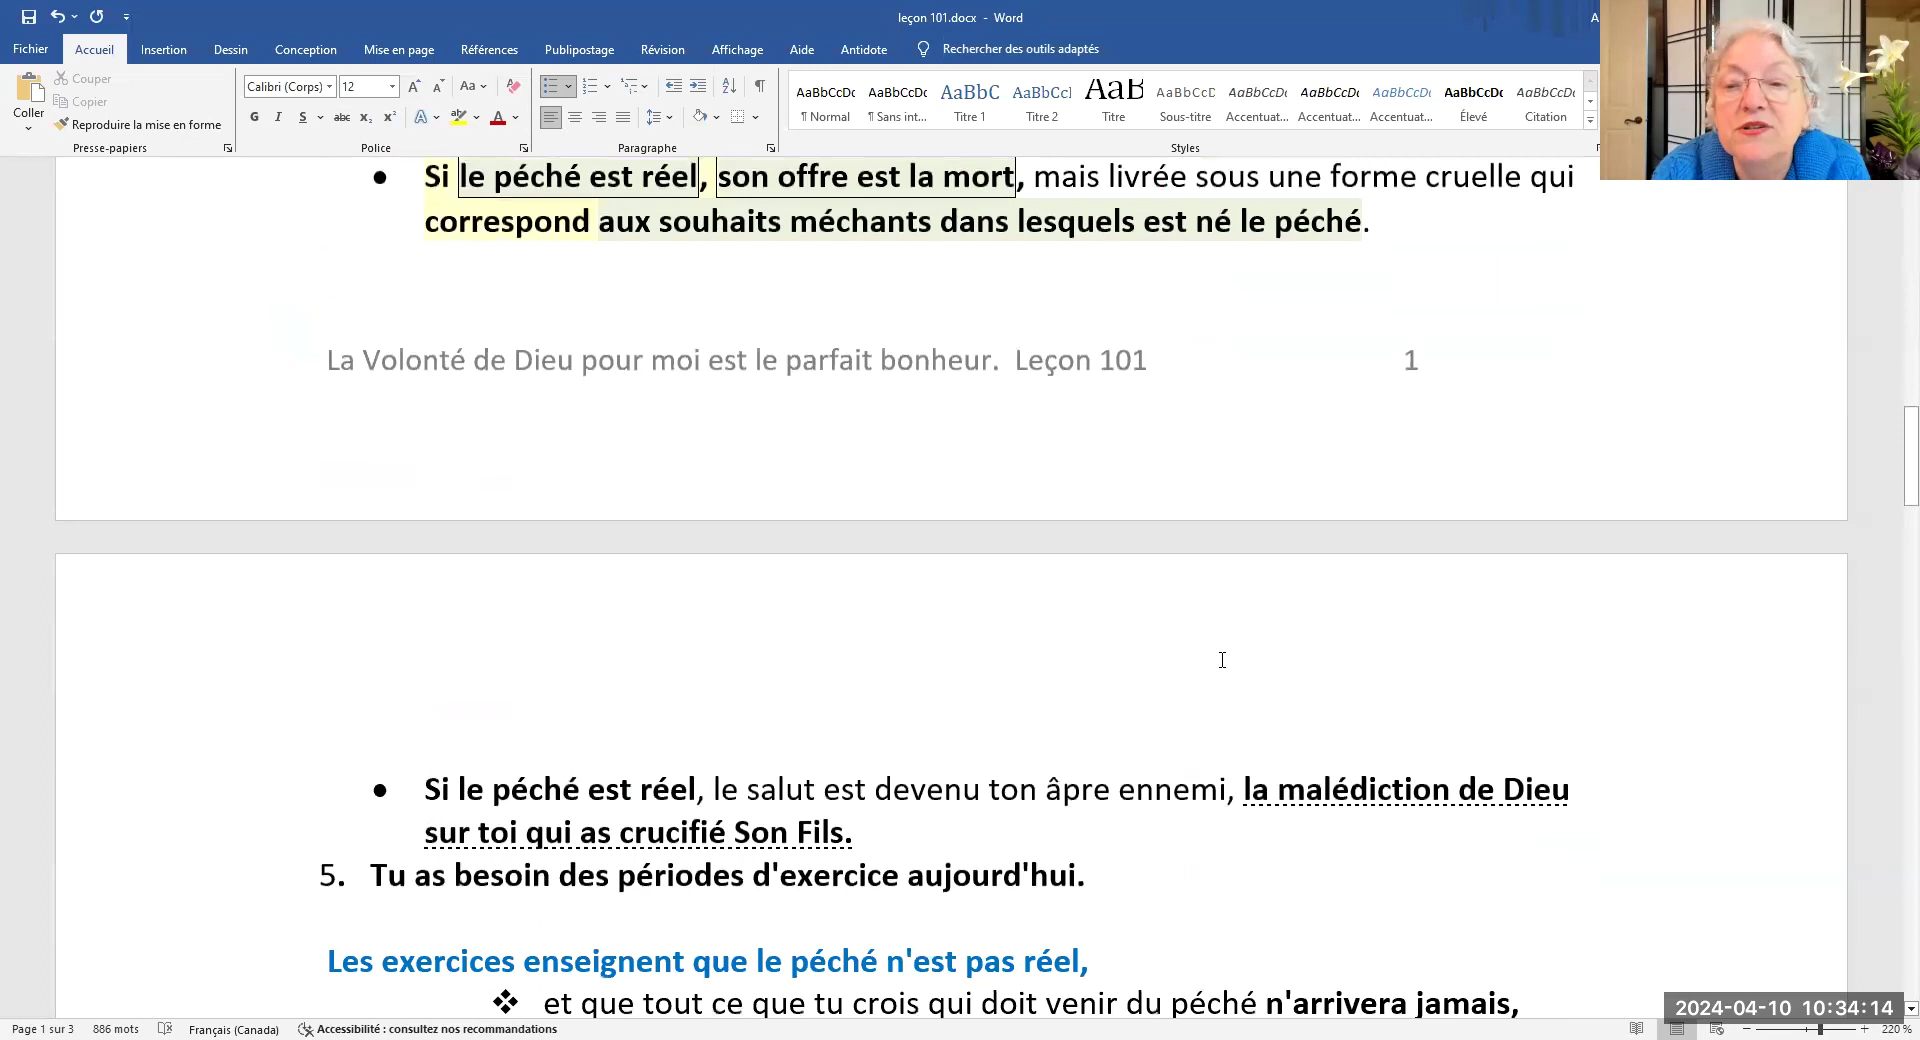 leçon 101.docx - Word
A
Fichier Accueil Insertion Dessin Conception Mise en page Références Publipostage Révision Affichage Aide Antidote Rechercher des outils adaptés
Coller
Couper
Copier
Reproduire la mise en forme
Presse-papiers
Calibri (Corps) 12 Aa
G I S abc x₂ x² A A
Police
Paragraphe
AaBbCcDc AaBbCcDc AaBbC AaBbCcI AaB AaBbCcD AaBbCcDc AaBbCcDc AaBbCcDc AaBbCcDc AaBbCcDc
¶ Normal ¶ Sans int... Titre 1 Titre 2 Titre Sous-titre Accentuat... Accentuat... Accentuat... Élevé Citation
Styles
● Si le péché est réel, son offre est la mort, mais livrée sous une forme cruelle qui
correspond aux souhaits méchants dans lesquels est né le péché.
La Volonté de Dieu pour moi est le parfait bonheur. Leçon 101 1
● Si le péché est réel, le salut est devenu ton âpre ennemi, la malédiction de Dieu
sur toi qui as crucifié Son Fils.
5. Tu as besoin des périodes d'exercice aujourd'hui.
Les exercices enseignent que le péché n'est pas réel,
❖ et que tout ce que tu crois qui doit venir du péché n'arrivera jamais,
2024-04-10 10:34:14
Page 1 sur 3 886 mots Français (Canada) Accessibilité : consultez nos recommandations 220 %